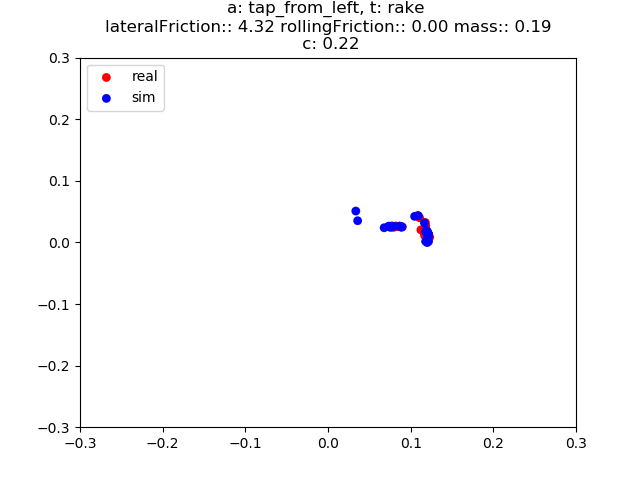 a: tap_from_left, t: rake
lateralFriction:: 4.32 rollingFriction:: 0.00 mass:: 0.19
c: 0.22
real
sim
0.3
0.2
0.1
0.0
−0.1
−0.2
−0.3
−0.3 −0.2 −0.1 0.0 0.1 0.2 0.3